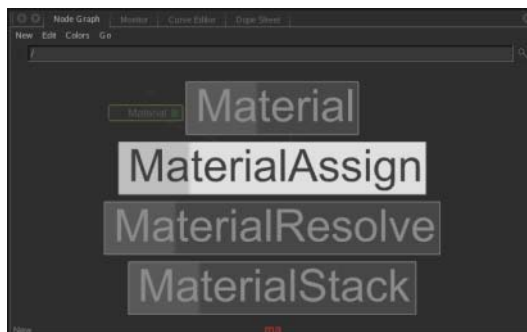 Node Graph Monitor Curve Editor Dope Sheet
New Edit Colors Go
/
Material
Material
MaterialAssign
MaterialResolve
MaterialStack
New
ma